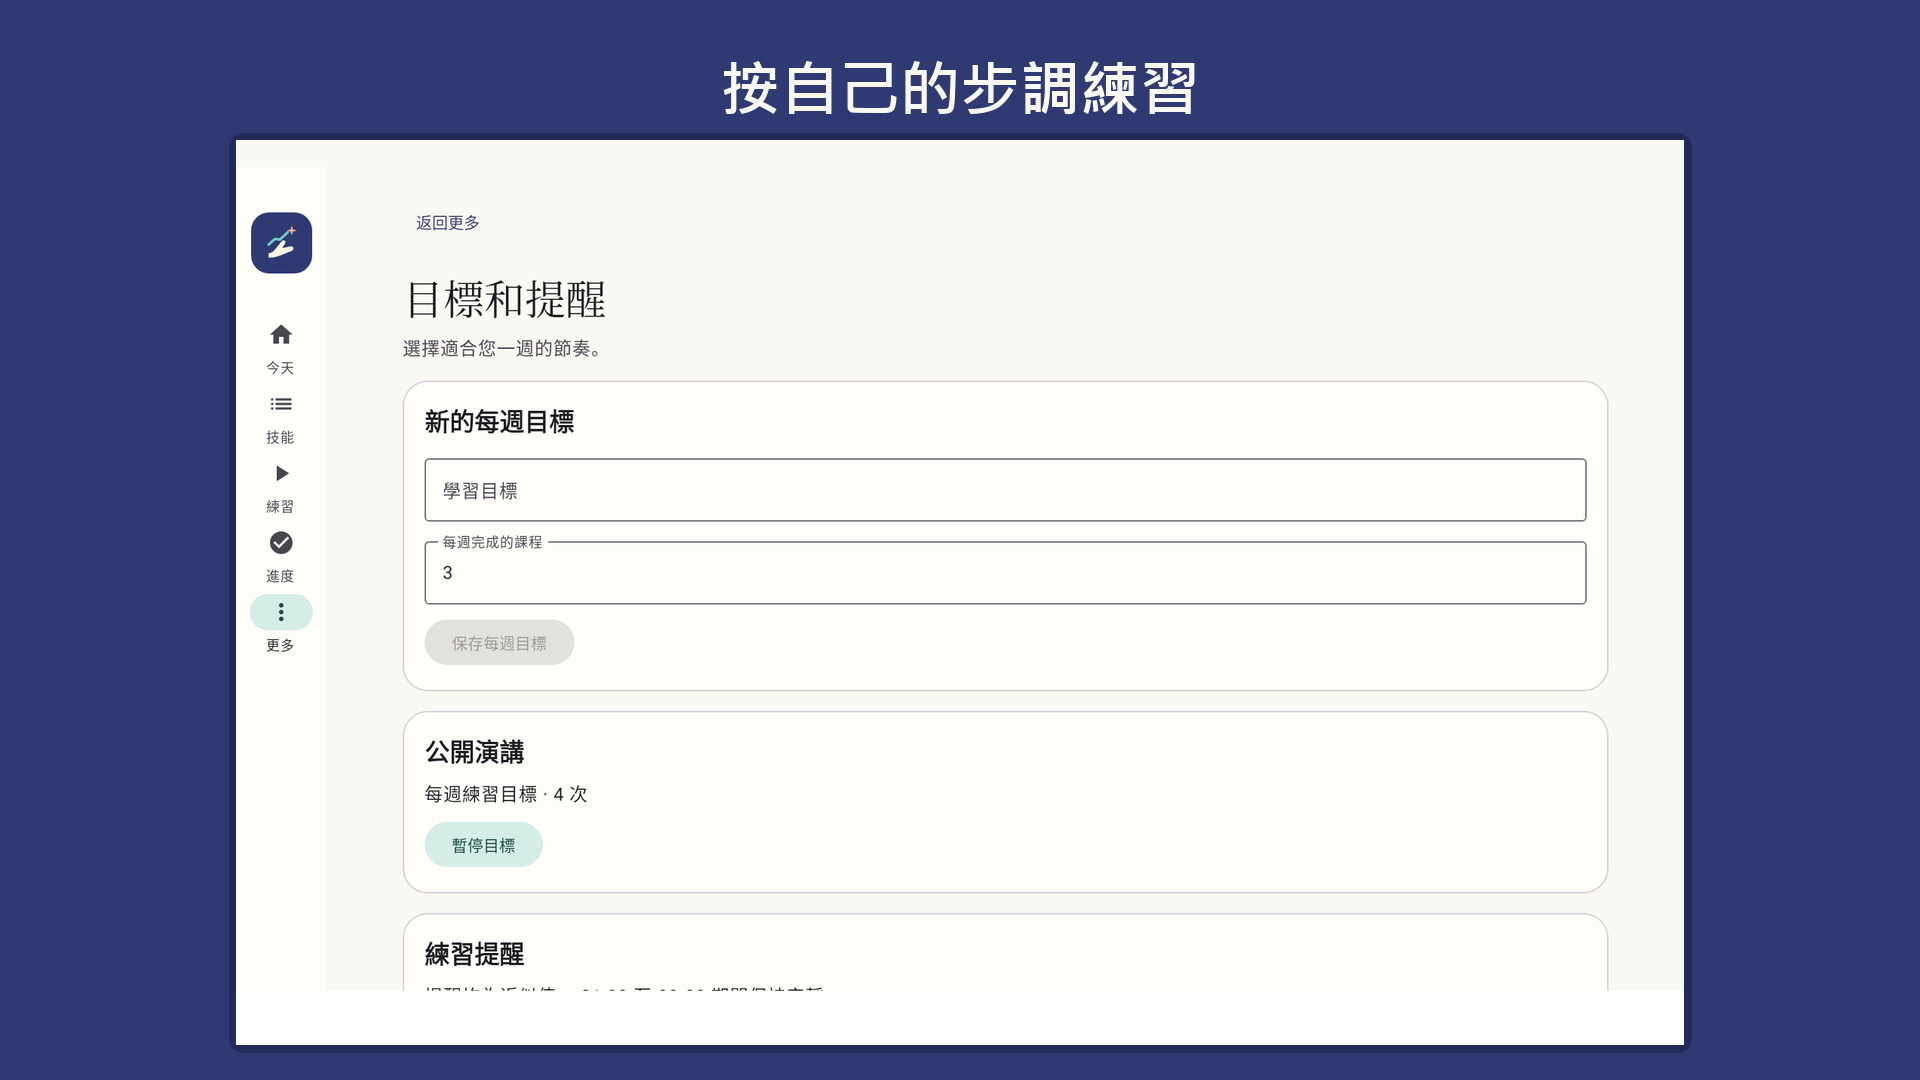 按自己的步調練習
返回更多
目標和提醒
選擇適合您一週的節奏。
今天
技能
練習
進度
更多
新的每週目標
學習目標
每週完成的課程
3
保存每週目標
公開演講
每週練習目標 · 4 次
暫停目標
練習提醒